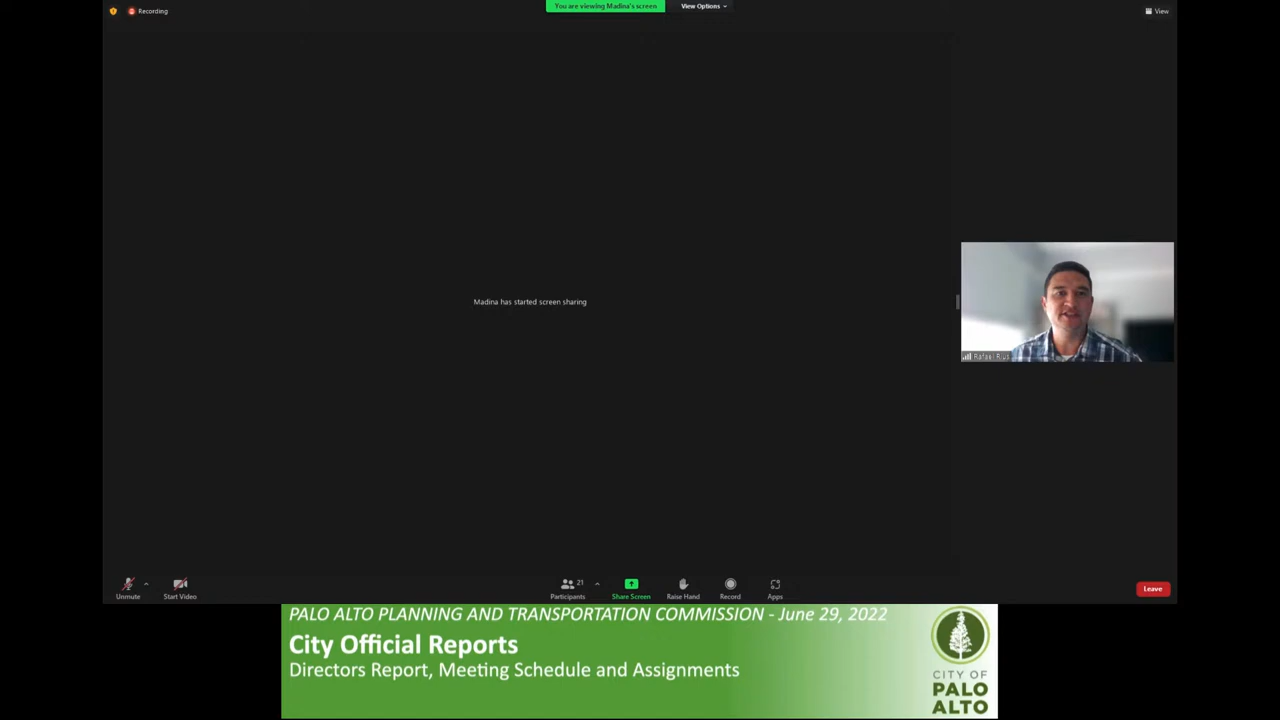 Recording
You are viewing Madina's screen
View Options
View
Madina has started screen sharing
Rafael Rius
Unmute
Start Video
21
Participants
Share Screen
Raise Hand
Record
Apps
Leave
PALO ALTO PLANNING AND TRANSPORTATION COMMISSION - June 29, 2022
City Official Reports
Directors Report, Meeting Schedule and Assignments
CITY OF
PALO
ALTO